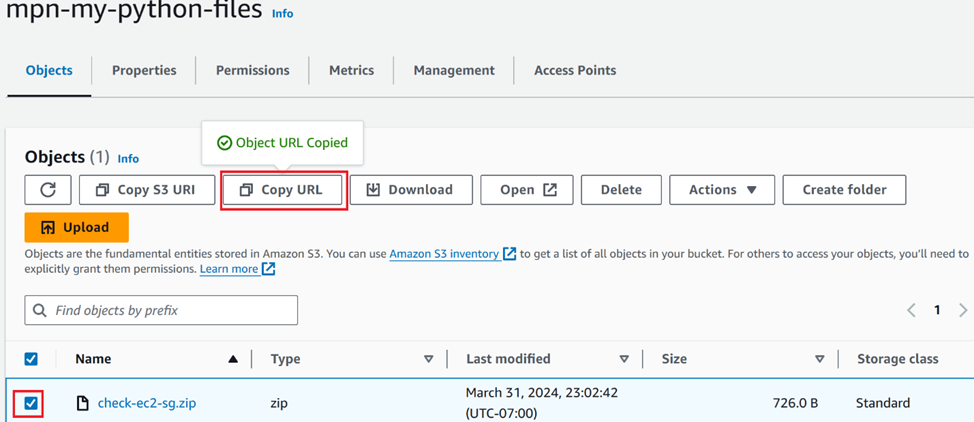 mpn-my-python-files Info
Objects Properties Permissions Metrics Management Access Points
Object URL Copied
Objects (1) Info
Copy S3 URI Copy URL Download Open Delete Actions Create folder
Upload
Objects are the fundamental entities stored in Amazon S3. You can use Amazon S3 inventory to get a list of all objects in your bucket. For others to access your objects, you'll need to
explicitly grant them permissions. Learn more
Find objects by prefix
1
Name Type Last modified Size Storage class
check-ec2-sg.zip zip March 31, 2024, 23:02:42 726.0 B Standard
(UTC-07:00)